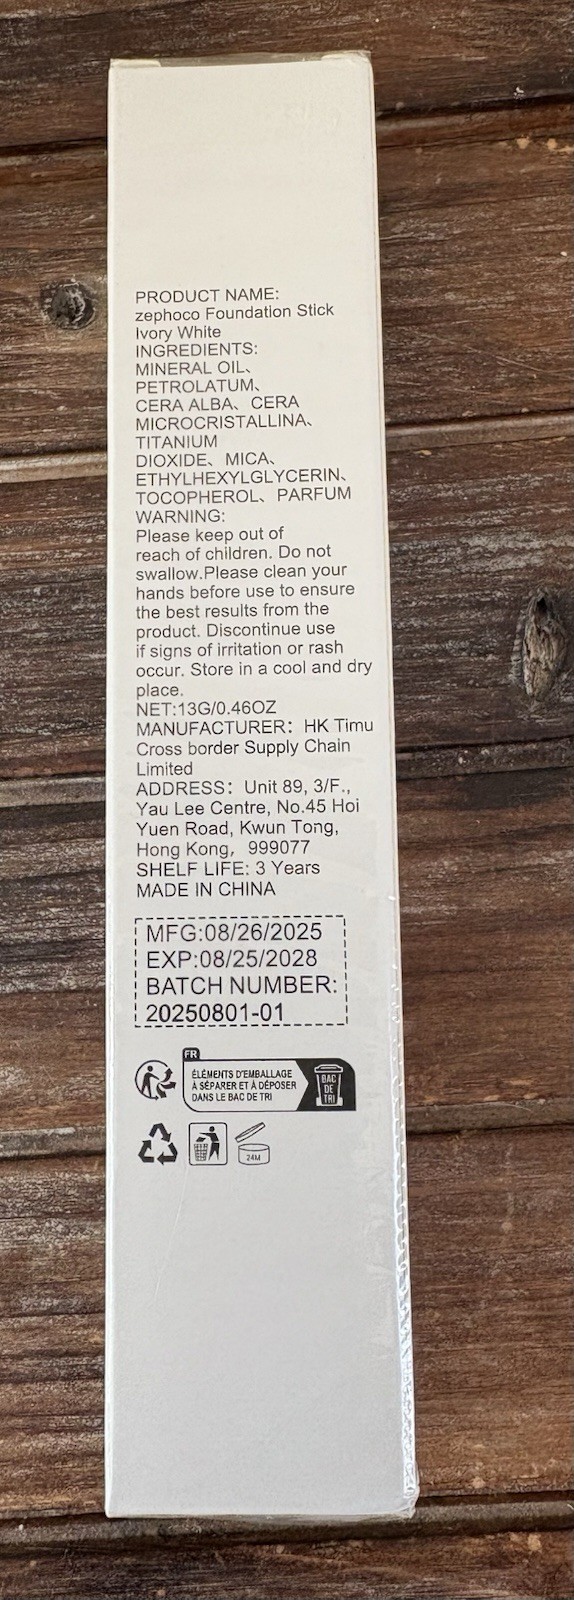 PRODUCT NAME:
zephoco Foundation Stick
Ivory White
INGREDIENTS:
MINERAL OIL、
PETROLATUM、
CERA ALBA、CERA
MICROCRISTALLINA、
TITANIUM
DIOXIDE、MICA、
ETHYLHEXYLGLYCERIN、
TOCOPHEROL、PARFUM
WARNING:
Please keep out of
reach of children. Do not
swallow.Please clean your
hands before use to ensure
the best results from the
product. Discontinue use
if signs of irritation or rash
occur. Store in a cool and dry
place.
NET:13G/0.46OZ
MANUFACTURER：HK Timu
Cross border Supply Chain
Limited
ADDRESS：Unit 89, 3/F.,
Yau Lee Centre, No.45 Hoi
Yuen Road, Kwun Tong,
Hong Kong，999077
SHELF LIFE: 3 Years
MADE IN CHINA
MFG:08/26/2025
EXP:08/25/2028
BATCH NUMBER:
20250801-01
FR
ÉLÉMENTS D'EMBALLAGE
À SÉPARER ET À DÉPOSER
DANS LE BAC DE TRI
BAC
DE
TRI
24M